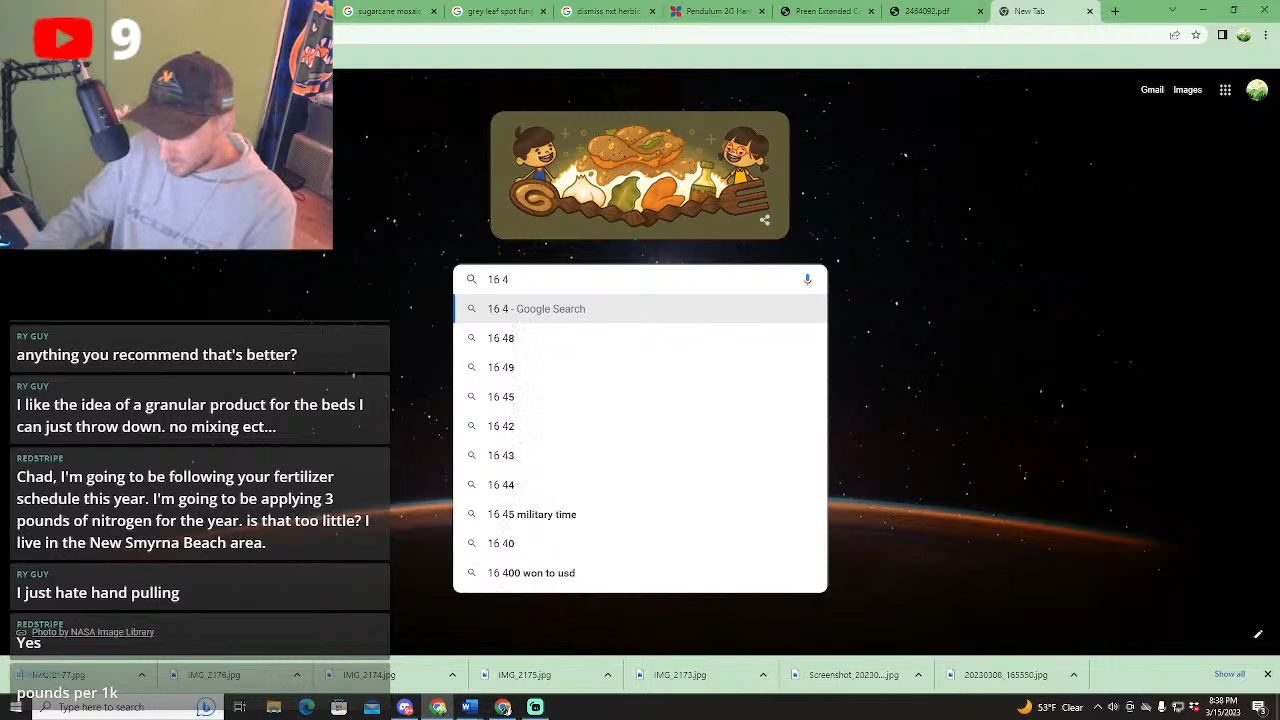 9
sugarcane mosaic
grey leaf spot fung
dismiss nxt herbic
Pendulum 2G Her
Preen Extended C
2464092.pdf
New Tab
Gmail Images
16 4
16 4 - Google Search
16 48
16 49
16 45
16 42
16 43
16 44
16 45 military time
16 40
16 400 won to usd
RY GUY
anything you recommend that's better?
RY GUY
I like the idea of a granular product for the beds I
can just throw down. no mixing ect...
REDSTRIPE
Chad, I'm going to be following your fertilizer
schedule this year. I'm going to be applying 3
pounds of nitrogen for the year. is that too little? I
live in the New Smyrna Beach area.
RY GUY
I just hate hand pulling
REDSTRIPE
Photo by NASA Image Library
Yes
pounds per 1k
IMG_2176.jpg
IMG_2174.jpg
IMG_2175.jpg
IMG_2173.jpg
Screenshot_20230....jpg
20230308_165550.jpg
Show all
Type here to search
53°F Clear
8:38 PM
3/15/2023